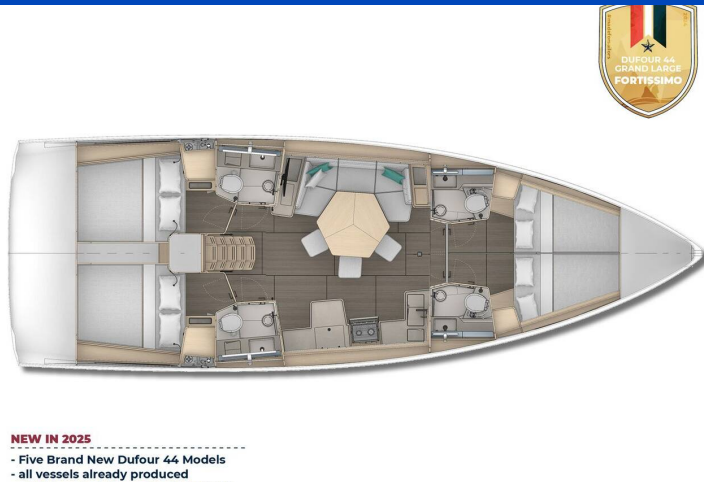 DUFOUR 44
GRAND LARGE
FORTISSIMO
NEW IN 2025
- Five Brand New Dufour 44 Models
- all vessels already produced